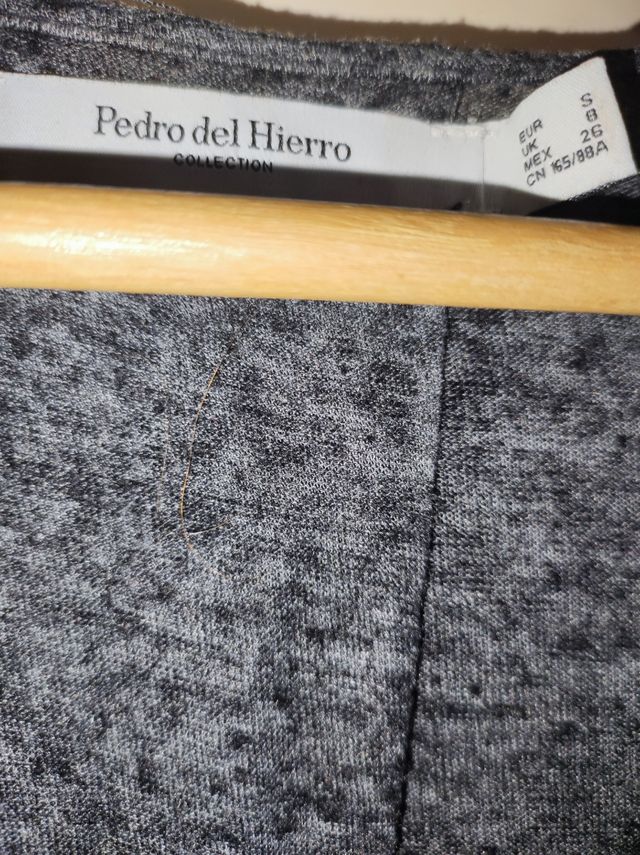 Pedro del Hierro
COLLECTION
EUR S
UK 8
MEX 26
CN 165/88A